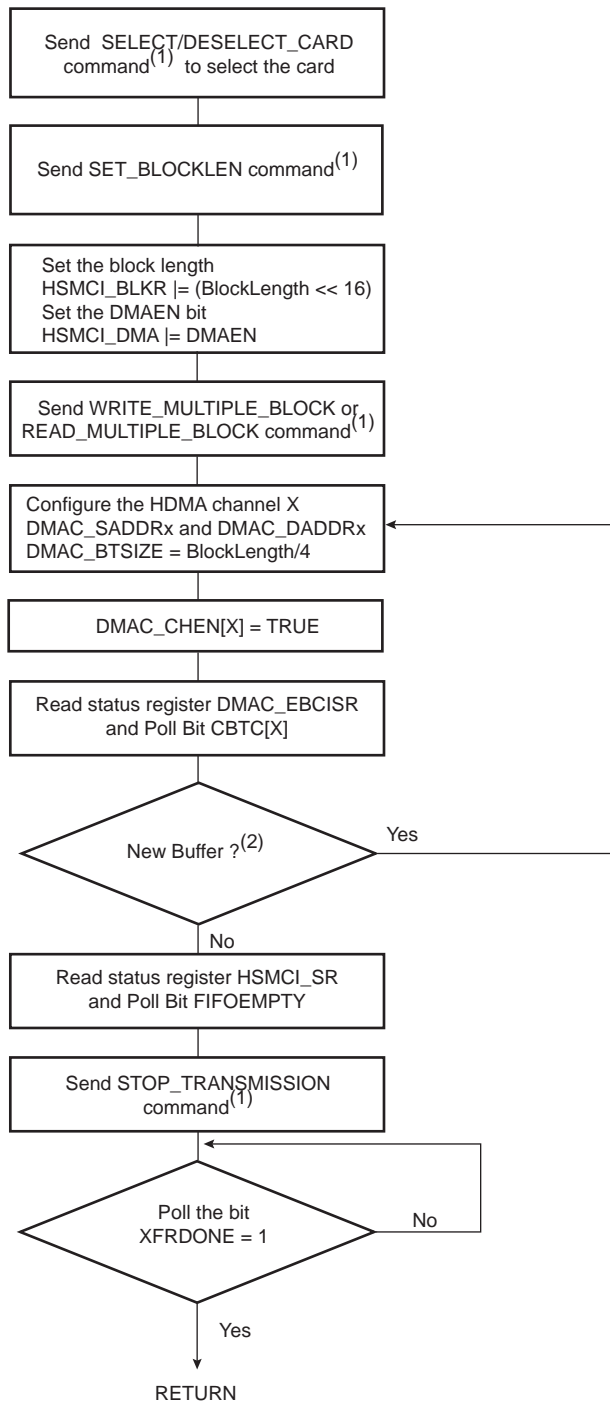 Send SELECT/DESELECT_CARD
command(1) to select the card
Send SET_BLOCKLEN command(1)
Set the block length
HSMCI_BLKR |= (BlockLength << 16)
Set the DMAEN bit
HSMCI_DMA |= DMAEN
Send WRITE_MULTIPLE_BLOCK or
READ_MULTIPLE_BLOCK command(1)
Configure the HDMA channel X
DMAC_SADDRx and DMAC_DADDRx
DMAC_BTSIZE = BlockLength/4
DMAC_CHEN[X] = TRUE
Read status register DMAC_EBCISR
and Poll Bit CBTC[X]
New Buffer ?(2)
Yes
No
Read status register HSMCI_SR
and Poll Bit FIFOEMPTY
Send STOP_TRANSMISSION
command(1)
Poll the bit
XFRDONE = 1
No
Yes
RETURN